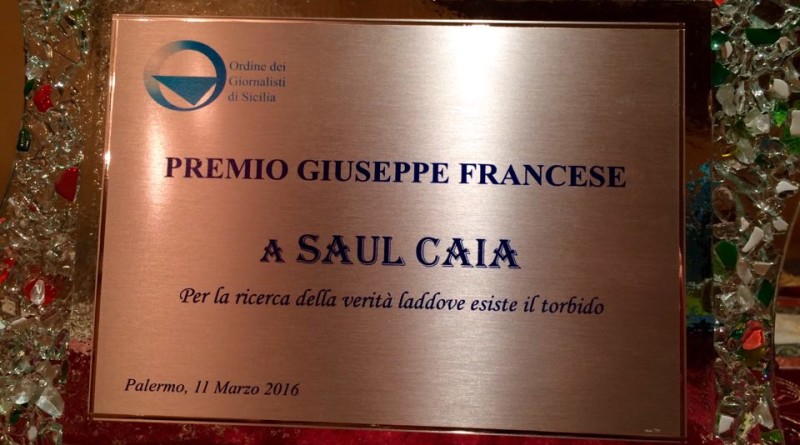 Ordine dei
Giornalisti
di Sicilia
PREMIO GIUSEPPE FRANCESE
A SAUL CAIA
Per la ricerca della verità laddove esiste il torbido
Palermo, 11 Marzo 2016